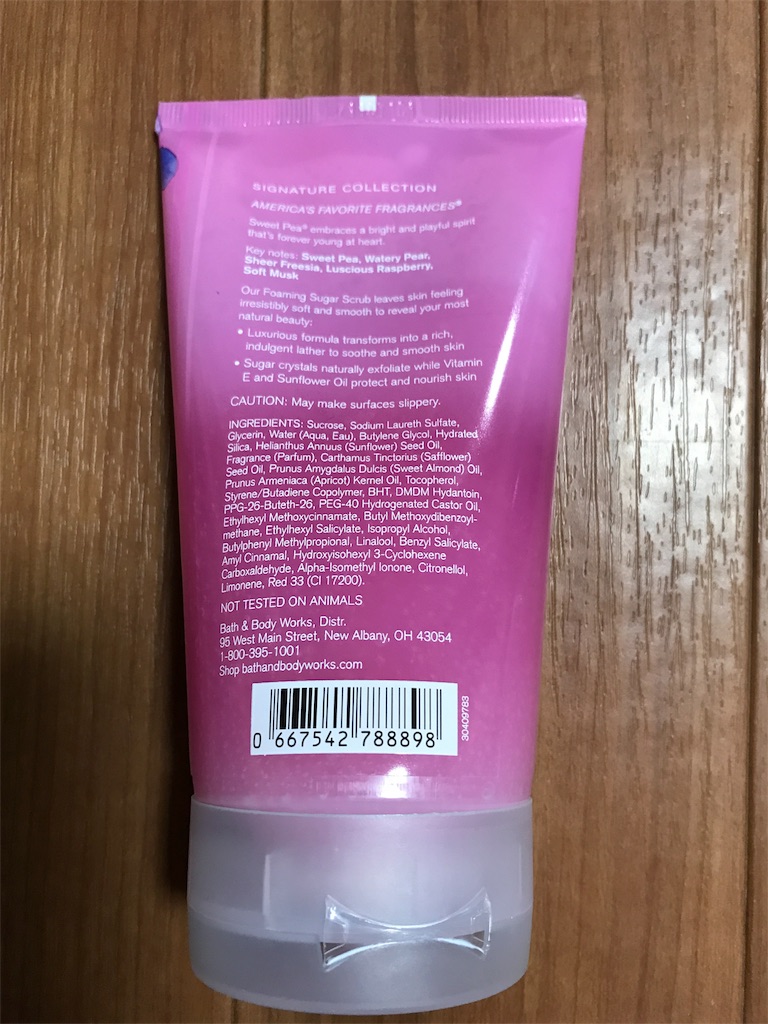 SIGNATURE COLLECTION
AMERICA'S FAVORITE FRAGRANCES®
Sweet Pea® embraces a bright and playful spirit
that's forever young at heart.
Key notes: Sweet Pea, Watery Pear,
Sheer Freesia, Luscious Raspberry,
Soft Musk
Our Foaming Sugar Scrub leaves skin feeling
irresistibly soft and smooth to reveal your most
natural beauty:
• Luxurious formula transforms into a rich,
indulgent lather to soothe and smooth skin
• Sugar crystals naturally exfoliate while Vitamin
E and Sunflower Oil protect and nourish skin
CAUTION: May make surfaces slippery.
INGREDIENTS: Sucrose, Sodium Laureth Sulfate,
Glycerin, Water (Aqua, Eau), Butylene Glycol, Hydrated
Silica, Helianthus Annuus (Sunflower) Seed Oil,
Fragrance (Parfum), Carthamus Tinctorius (Safflower)
Seed Oil, Prunus Amygdalus Dulcis (Sweet Almond) Oil,
Prunus Armeniaca (Apricot) Kernel Oil, Tocopherol,
Styrene/Butadiene Copolymer, BHT, DMDM Hydantoin,
PPG-26-Buteth-26, PEG-40 Hydrogenated Castor Oil,
Ethylhexyl Methoxycinnamate, Butyl Methoxydibenzoyl-
methane, Ethylhexyl Salicylate, Isopropyl Alcohol,
Butylphenyl Methylpropional, Linalool, Benzyl Salicylate,
Amyl Cinnamal, Hydroxyisohexyl 3-Cyclohexene
Carboxaldehyde, Alpha-Isomethyl Ionone, Citronellol,
Limonene, Red 33 (CI 17200).
NOT TESTED ON ANIMALS
Bath & Body Works, Distr.
95 West Main Street, New Albany, OH 43054
1-800-395-1001
Shop bathandbodyworks.com
0 667542 788898
30409783